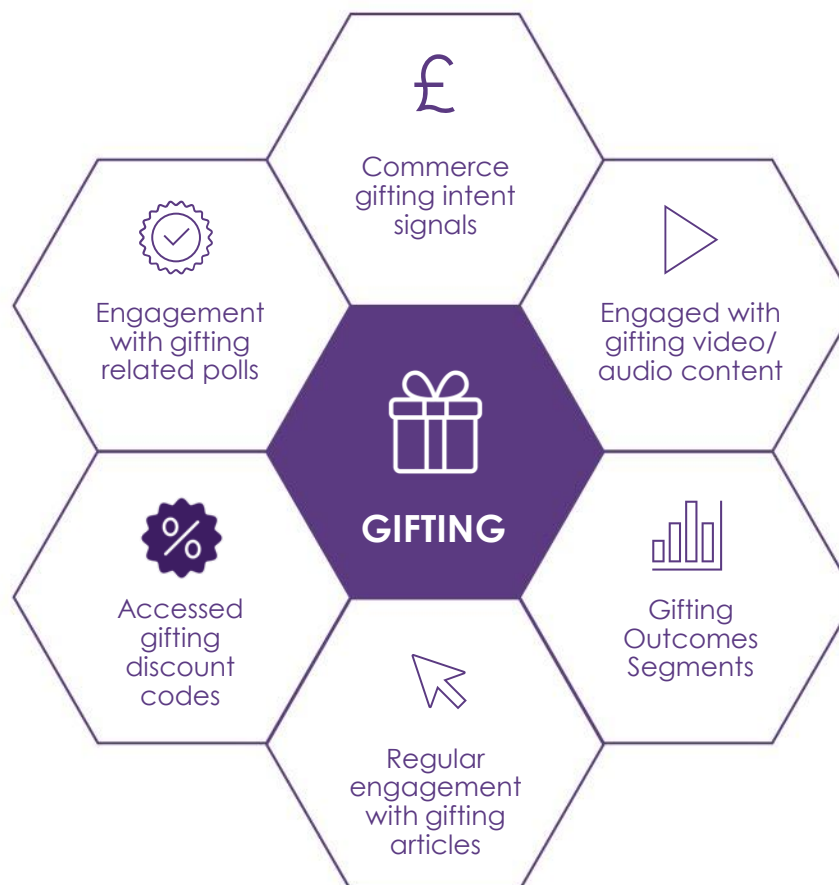 £
Commerce
gifting intent
signals
Engagement
with gifting
related polls
Engaged with
gifting video/
audio content
GIFTING
%
Accessed
gifting
discount
codes
Gifting
Outcomes
Segments
Regular
engagement
with gifting
articles